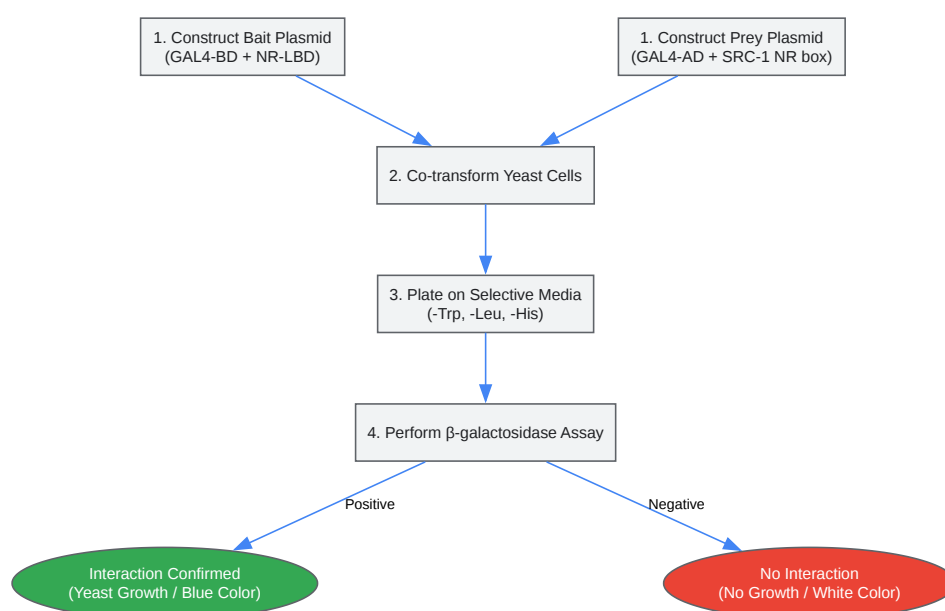 1. Construct Bait Plasmid
(GAL4-BD + NR-LBD)
1. Construct Prey Plasmid
(GAL4-AD + SRC-1 NR box)
2. Co-transform Yeast Cells
3. Plate on Selective Media
(-Trp, -Leu, -His)
4. Perform β-galactosidase Assay
Positive
Negative
Interaction Confirmed
(Yeast Growth / Blue Color)
No Interaction
(No Growth / White Color)